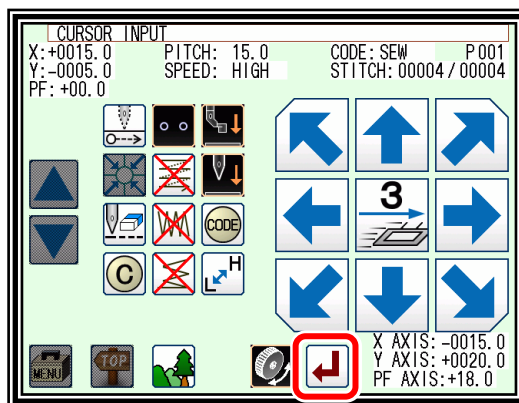 CURSOR INPUT
X:+0015.0 PITCH: 15.0 CODE:SEW P001
Y:-0005.0 SPEED: HIGH STITCH:00004/00004
PF:+00.0
3
CODE
C
L H
MENU
TOP
X AXIS:-0015.0
Y AXIS:+0020.0
PF AXIS:+18.0